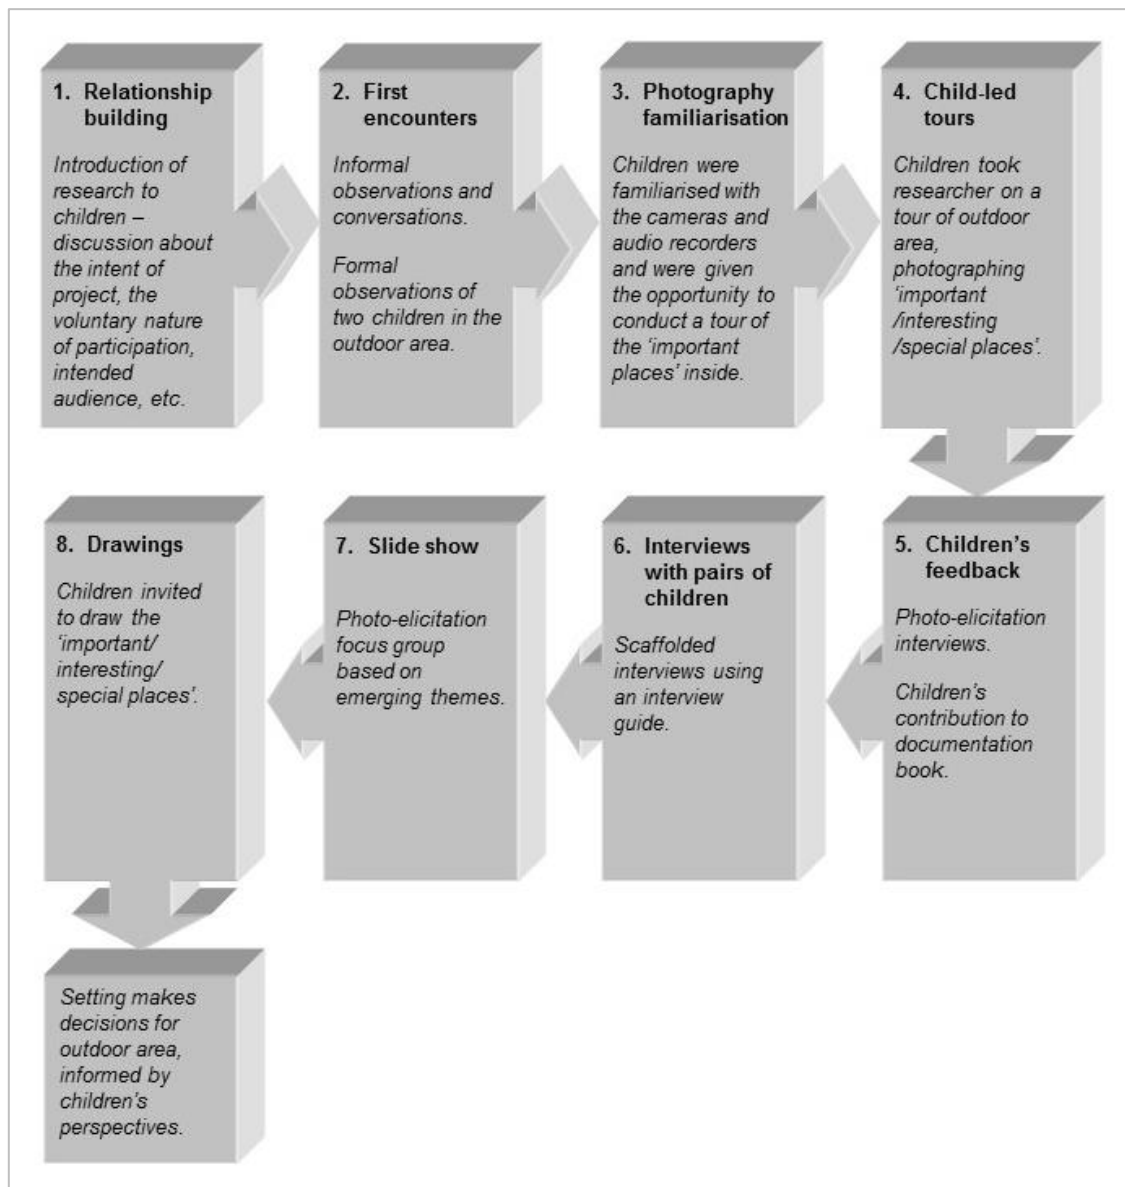 1. Relationship
building
Introduction of
research to
children –
discussion about
the intent of
project, the
voluntary nature
of participation,
intended
audience, etc.
2. First
encounters
Informal
observations and
conversations.
Formal
observations of
two children in the
outdoor area.
3. Photography
familiarisation
Children were
familiarised with
the cameras and
audio recorders
and were given
the opportunity to
conduct a tour of
the ‘important
places’ inside.
4. Child-led
tours
Children took
researcher on a
tour of outdoor
area,
photographing
‘important
/interesting
/special places’.
5. Children’s
feedback
Photo-elicitation
interviews.
Children’s
contribution to
documentation
book.
6. Interviews
with pairs of
children
Scaffolded
interviews using
an interview
guide.
7. Slide show
Photo-elicitation
focus group
based on
emerging themes.
8. Drawings
Children invited
to draw the
‘important/
interesting/
special places’.
Setting makes
decisions for
outdoor area,
informed by
children’s
perspectives.